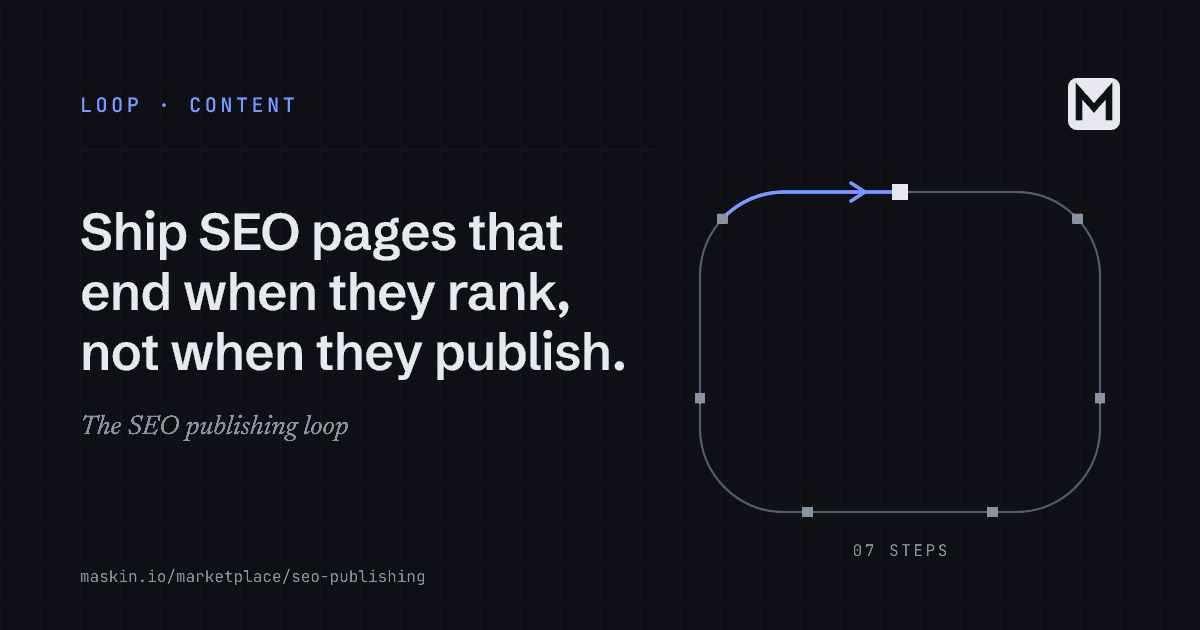 LOOP · CONTENT
M
Ship SEO pages that
end when they rank,
not when they publish.
The SEO publishing loop
07 STEPS
maskin.io/marketplace/seo-publishing